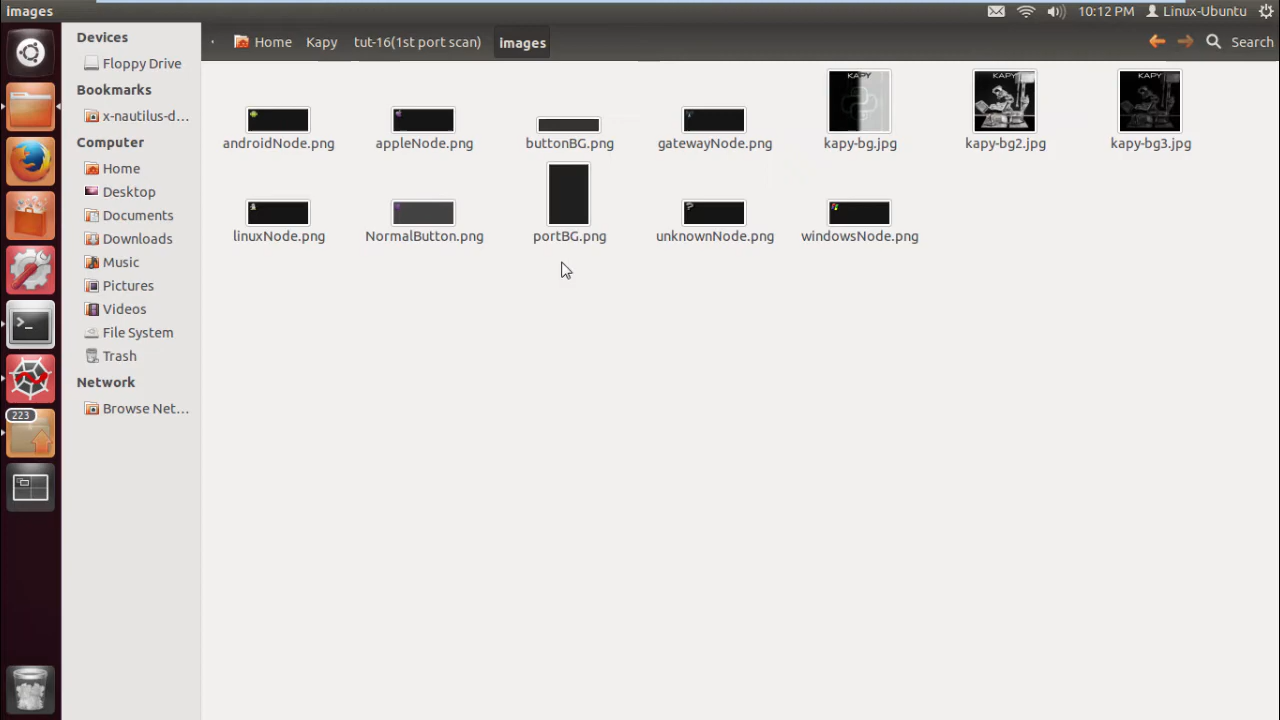 Images
10:12 PM
Linux-Ubuntu
Home
Kapy
tut-16(1st port scan)
Images
Search
Devices
Floppy Drive
Bookmarks
x-nautilus-d...
Computer
Home
Desktop
Documents
Downloads
Music
Pictures
Videos
File System
Trash
Network
Browse Net...
223
KAPY
KAPY
KAPY
androidNode.png
appleNode.png
buttonBG.png
gatewayNode.png
kapy-bg.jpg
kapy-bg2.jpg
kapy-bg3.jpg
linuxNode.png
NormalButton.png
portBG.png
unknownNode.png
windowsNode.png